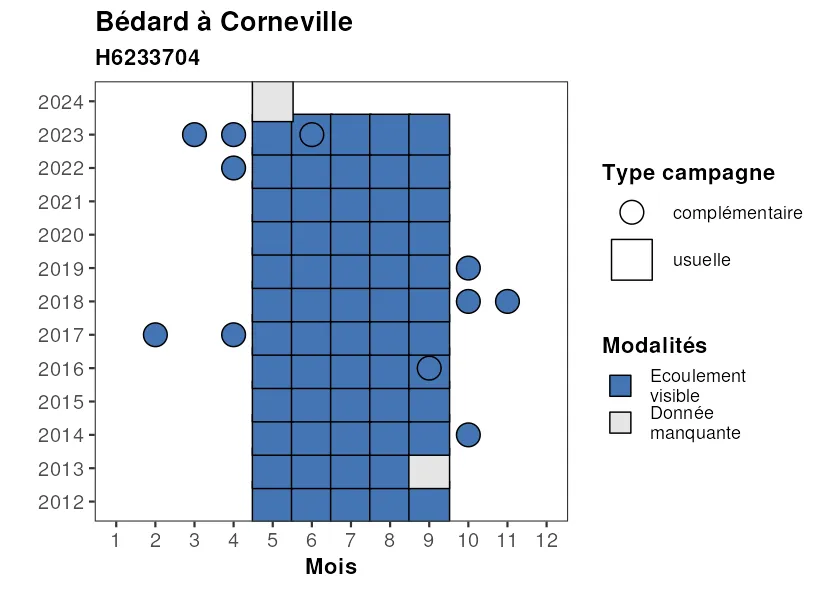 Bédard à Corneville
H6233704
2024
2023
2022
2021
2020
2019
2018
2017
2016
2015
2014
2013
2012
1 2 3 4 5 6 7 8 9 10 11 12
Mois
Type campagne
complémentaire
usuelle
Modalités
Ecoulement
visible
Donnée
manquante